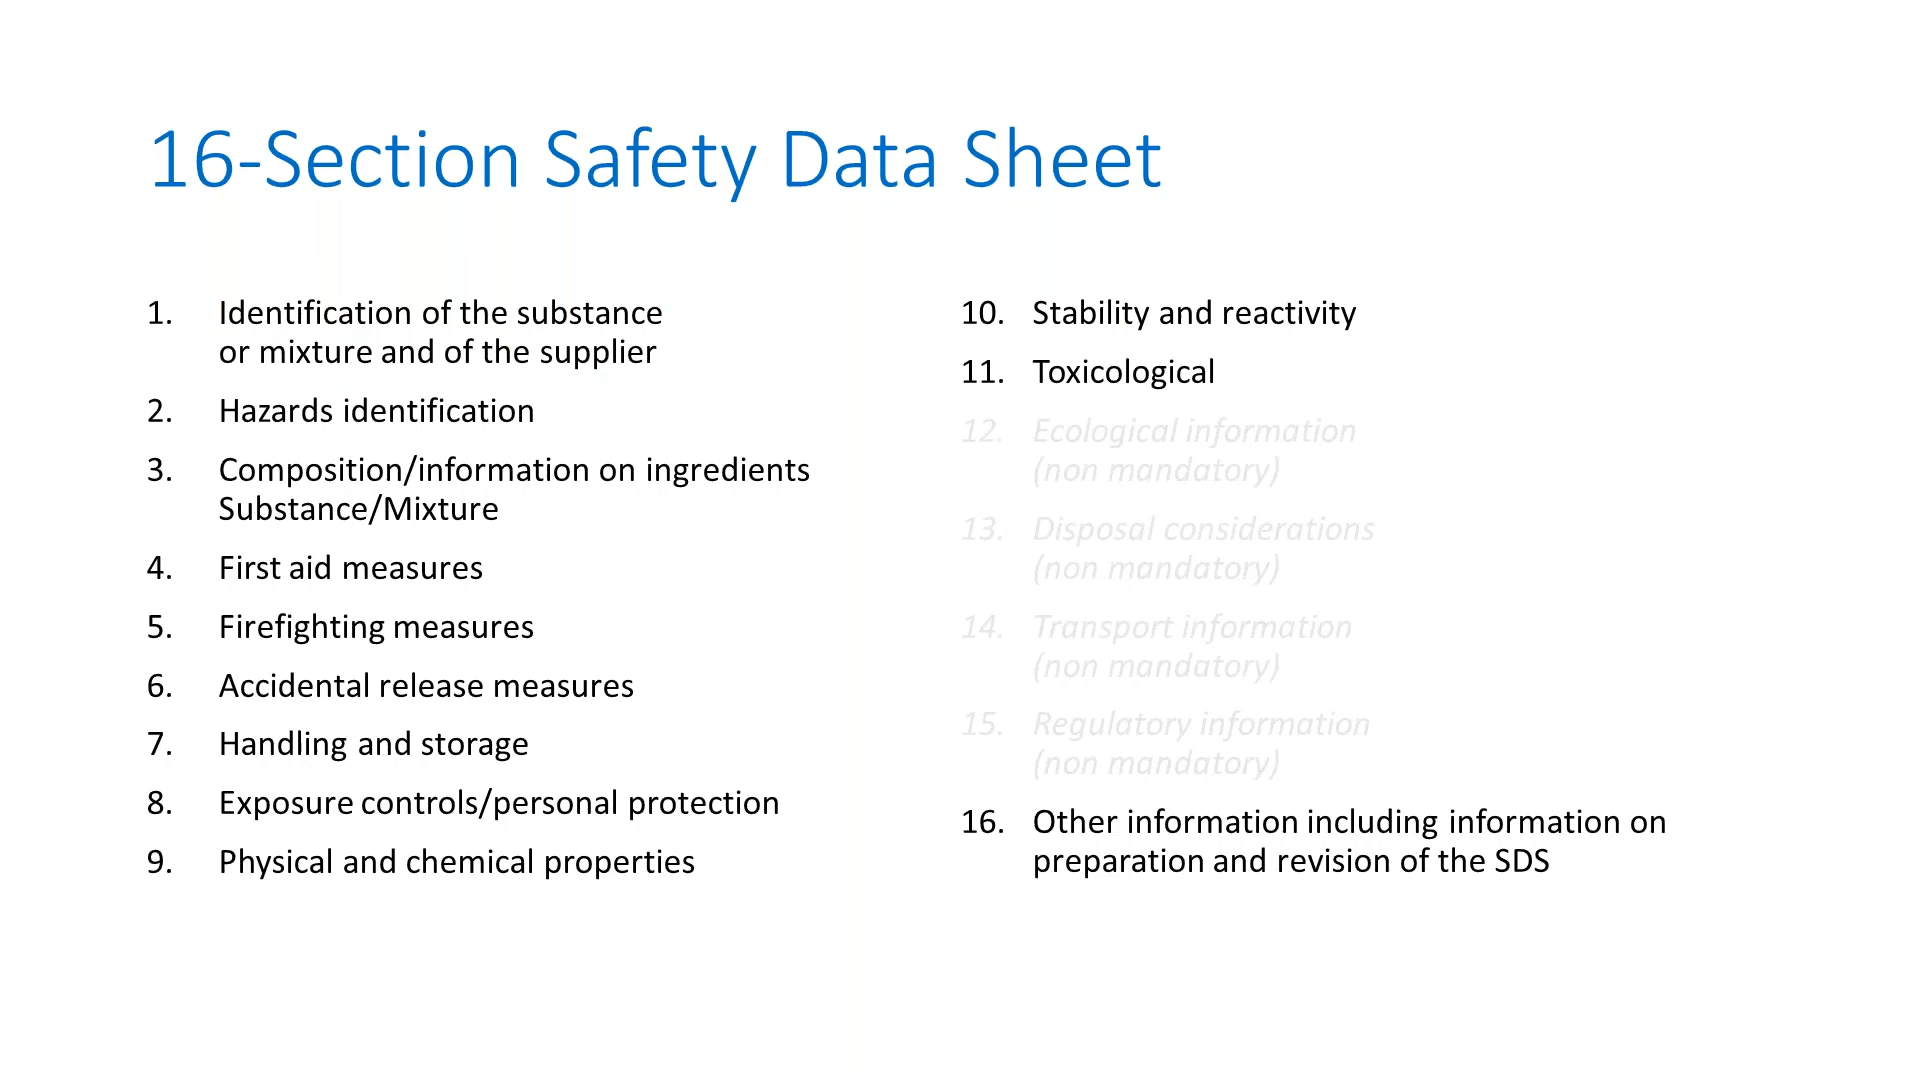 16-Section Safety Data Sheet
1. Identification of the substance
or mixture and of the supplier
2. Hazards identification
3. Composition/information on ingredients
Substance/Mixture
4. First aid measures
5. Firefighting measures
6. Accidental release measures
7. Handling and storage
8. Exposure controls/personal protection
9. Physical and chemical properties
10. Stability and reactivity
11. Toxicological
12. Ecological information
(non mandatory)
13. Disposal considerations
(non mandatory)
14. Transport information
(non mandatory)
15. Regulatory information
(non mandatory)
16. Other information including information on
preparation and revision of the SDS